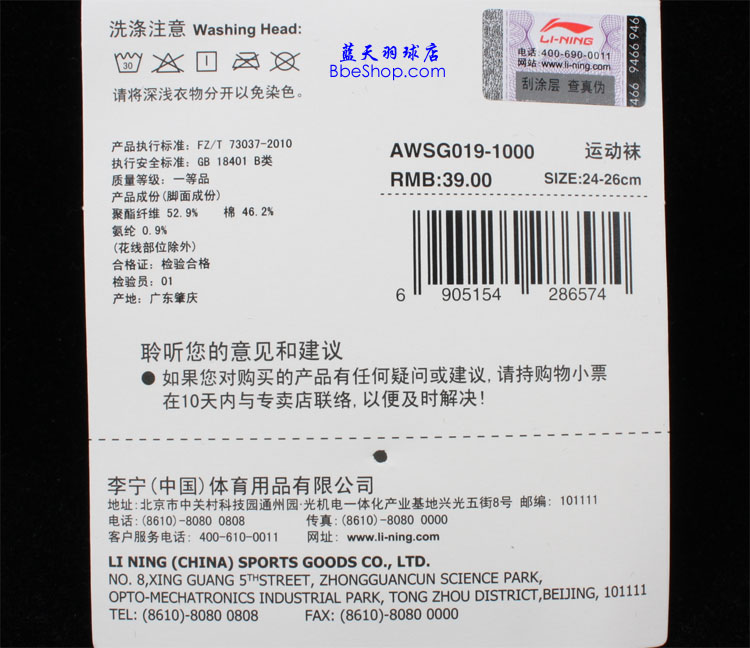 洗涤注意 Washing Head:
30
请将深浅衣物分开以免染色。
蓝天羽球店
BbeShop.com
LI-NING
电话:400-690-0011
网站:www.li-ning.com
刮涂层 查真伪
466 9466 946
产品执行标准: FZ/T 73037-2010
执行安全标准: GB 18401 B类
质量等级: 一等品
产品成份(脚面成份)
聚酯纤维 52.9% 棉 46.2%
氨纶 0.9%
(花线部位除外)
合格证: 检验合格
检验员: 01
产地: 广东肇庆
AWSG019-1000 运动袜
RMB:39.00 SIZE:24-26cm
6 905154 286574
聆听您的意见和建议
● 如果您对购买的产品有任何疑问或建议, 请持购物小票
在10天内与专卖店联络, 以便及时解决!
李宁(中国)体育用品有限公司
地址:北京市中关村科技园通州园·光机电一体化产业基地兴光五街8号 邮编: 101111
电话:(8610)-8080 0808 传真:(8610)-8080 0000
客户服务电话: 400-610-0011 网址: www.li-ning.com
LI NING (CHINA) SPORTS GOODS CO., LTD.
NO. 8,XING GUANG 5THSTREET, ZHONGGUANCUN SCIENCE PARK,
OPTO-MECHATRONICS INDUSTRIAL PARK, TONG ZHOU DISTRICT,BEIJING, 101111
TEL: (8610)-8080 0808 FAX: (8610)-8080 0000